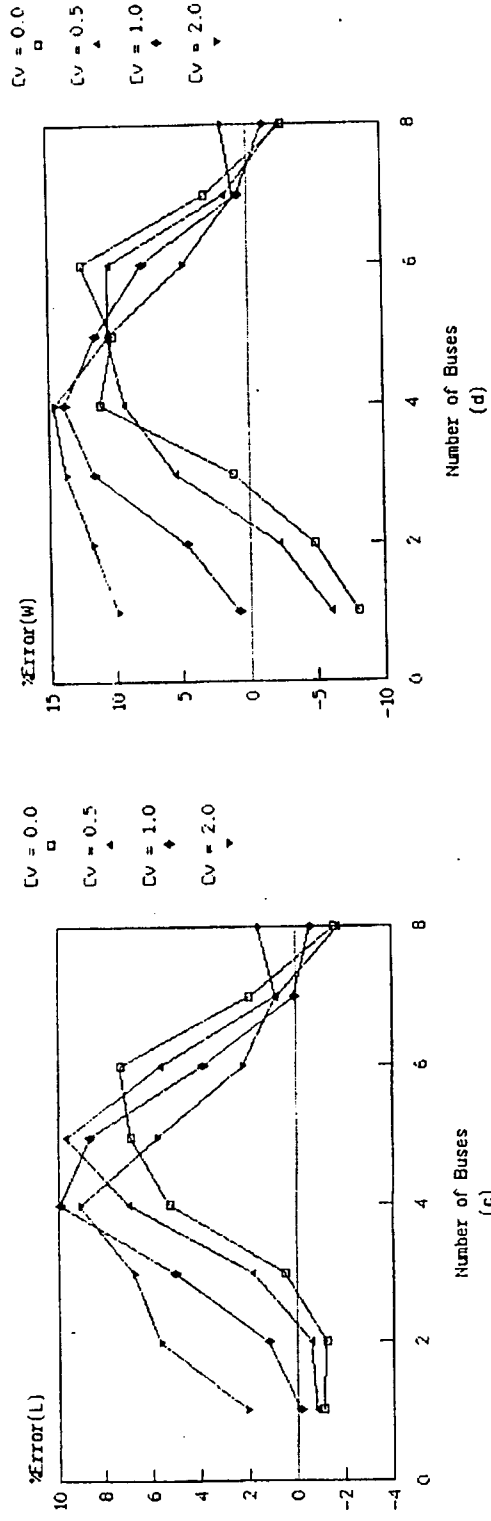 %Error(L)
10
8
6
4
2
0
-2
-4
0
2
4
6
8
Number of Buses
(c)
Cv = 0.0
Cv = 0.5
Cv = 1.0
Cv = 2.0
%Error(W)
15
10
5
0
-5
-10
0
2
4
6
8
Number of Buses
(d)
Cv = 0.0
Cv = 0.5
Cv = 1.0
Cv = 2.0